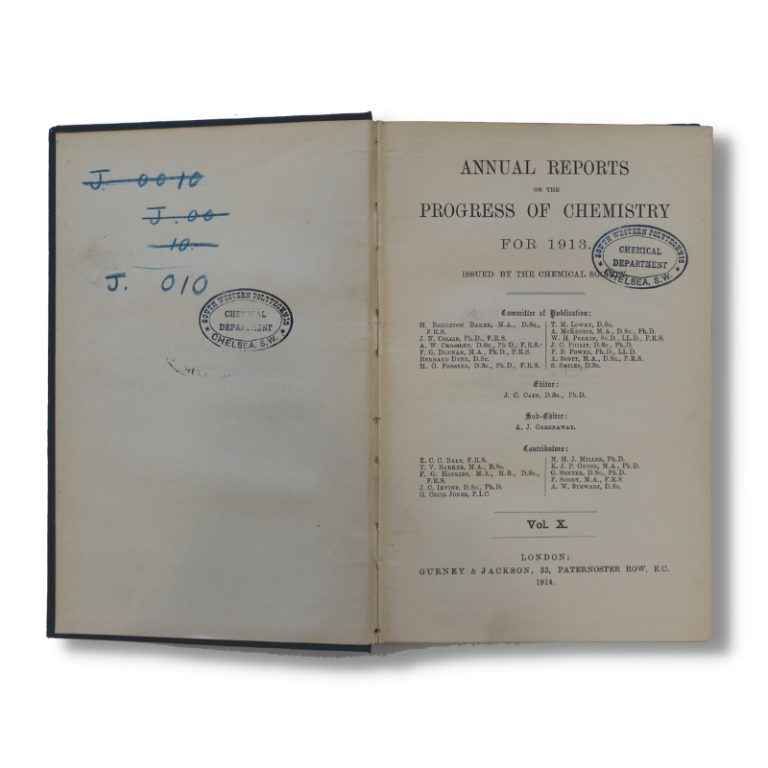 J. 0010
J. 00
10.
J. 010
SOUTH WESTERN POLYTECHNIC
CHEMICAL
DEPARTMENT
CHELSEA, S.W.
ANNUAL REPORTS
ON THE
PROGRESS OF CHEMISTRY
FOR 1913.
SOUTH WESTERN POLYTECHNIC
CHEMICAL
DEPARTMENT
CHELSEA, S.W.
ISSUED BY THE CHEMICAL SOCIETY.
Committee of Publication:
H. BRERETON BAKER, M.A., D.Sc.,
F.R.S.
J. N. COLLIE, Ph.D., F.R.S.
A. W. CROSSLEY, D.Sc., Ph.D., F.R.S.
F. G. DONNAN, M.A., Ph.D., F.R.S.
BERNARD DYER, D.Sc.
M. O. FORSTER, D.Sc., Ph.D., F.R.S.
T. M. LOWRY, D.Sc.
A. MCKENZIE, M.A., D.Sc., Ph.D.
W. H. PERKIN, Sc.D., LL.D., F.R.S.
J. C. PHILIP, D.Sc., Ph.D.
F. B. POWER, Ph.D., LL.D.
A. SCOTT, M.A., D.Sc., F.R.S.
S. SMILES, D.Sc.
Editor:
J. C. CAIN, D.Sc., Ph.D.
Sub-Editor:
A. J. GREENAWAY.
Contributors:
E. C. C. BALY, F.R.S.
T. V. BARKER, M.A., B.Sc.
F. G. HOPKINS, M.A., M.B., D.Sc.,
F.R.S.
J. C. IRVINE, D.Sc., Ph.D.
G. CECIL JONES, F.I.C.
N. H. J. MILLER, Ph.D.
K. J. P. ORTON, M.A., Ph.D.
G. SENTER, D.Sc., Ph.D.
F. SODDY, M.A., F.R.S.
A. W. STEWART, D.Sc.
Vol. X.
LONDON:
GURNEY & JACKSON, 33, PATERNOSTER ROW, E.C.
1914.